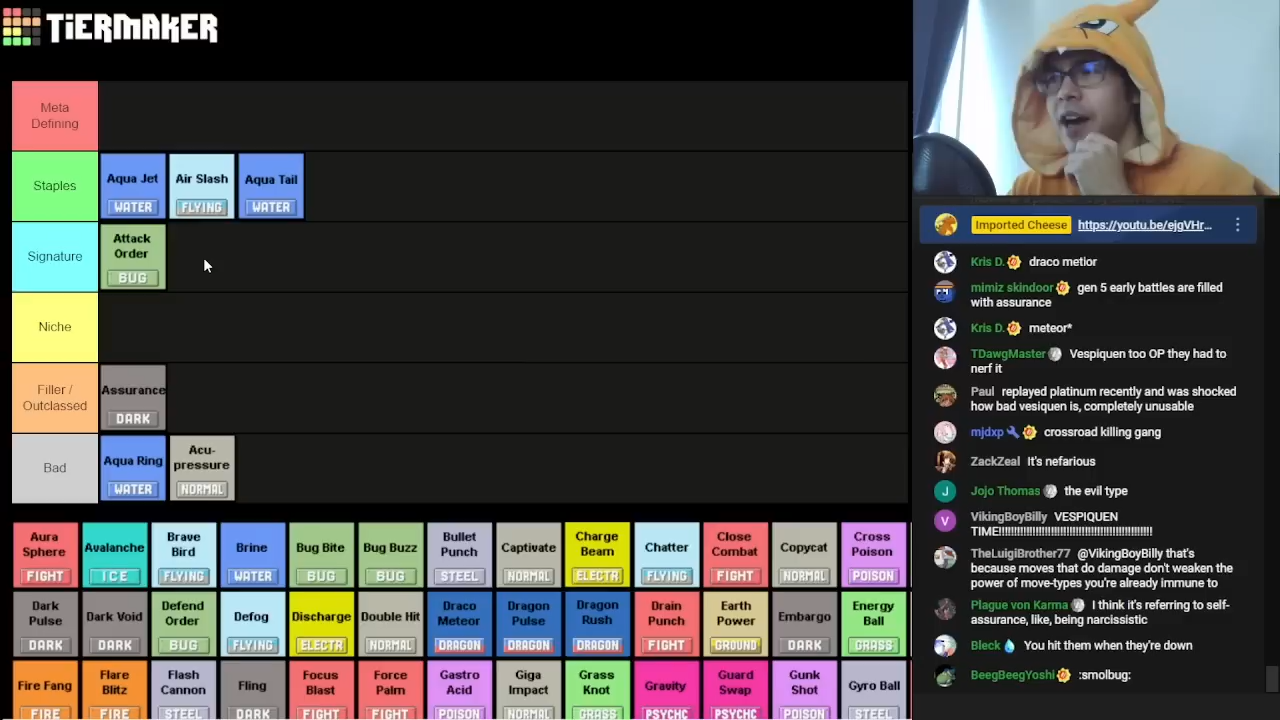 TIERMAKER
Meta
Defining
Staples
Aqua Jet
WATER
Air Slash
FLYING
Aqua Tail
WATER
Signature
Attack
Order
BUG
Niche
Filler /
Outclassed
Assurance
DARK
Bad
Aqua Ring
WATER
Acu-
pressure
NORMAL
Aura
Sphere
FIGHT
Avalanche
ICE
Brave
Bird
FLYING
Brine
WATER
Bug Bite
BUG
Bug Buzz
BUG
Bullet
Punch
STEEL
Captivate
NORMAL
Charge
Beam
ELECTR
Chatter
FLYING
Close
Combat
FIGHT
Copycat
NORMAL
Cross
Poison
POISON
Dark
Pulse
DARK
Dark Void
DARK
Defend
Order
BUG
Defog
FLYING
Discharge
ELECTR
Double Hit
NORMAL
Draco
Meteor
DRAGON
Dragon
Pulse
DRAGON
Dragon
Rush
DRAGON
Drain
Punch
FIGHT
Earth
Power
GROUND
Embargo
DARK
Energy
Ball
GRASS
Fire Fang
FIRE
Flare
Blitz
FIRE
Flash
Cannon
STEEL
Fling
DARK
Focus
Blast
FIGHT
Force
Palm
FIGHT
Gastro
Acid
POISON
Giga
Impact
NORMAL
Grass
Knot
GRASS
Gravity
PSYCHC
Guard
Swap
PSYCHC
Gunk
Shot
POISON
Gyro Ball
STEEL
Imported Cheese https://youtu.be/ejgVHr...
Kris D. draco metior
mimiz skindoor gen 5 early battles are filled
with assurance
Kris D. meteor*
TDawgMaster Vespiquen too OP they had to
nerf it
Paul replayed platinum recently and was shocked
how bad vesiquen is, completely unusable
mjdxp crossroad killing gang
ZackZeal It's nefarious
J Jojo Thomas the evil type
V VikingBoyBilly VESPIQUEN
TIME!!!!!!!!!!!!!!!!!!!!!!!!!!!!!!!!!!!!!!!!!!!!
TheLuigiBrother77 @VikingBoyBilly that's
because moves that do damage don't weaken the
power of move-types you're already immune to
Plague von Karma I think it's referring to self-
assurance, like, being narcissistic
Bleck You hit them when they're down
BeegBeegYoshi :smolbug: